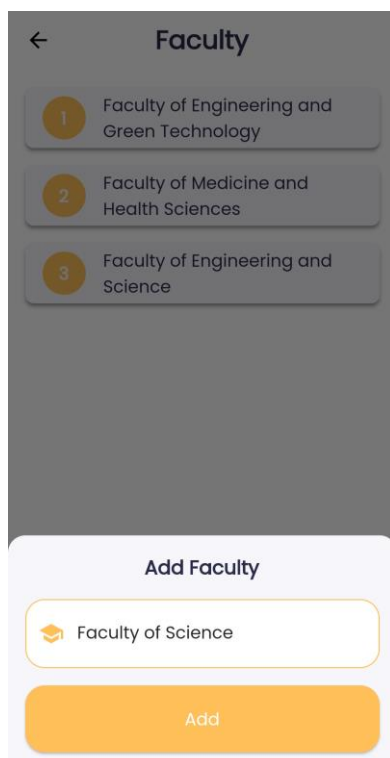 Faculty
1
Faculty of Engineering and
Green Technology
2
Faculty of Medicine and
Health Sciences
3
Faculty of Engineering and
Science
Add Faculty
Faculty of Science
Add